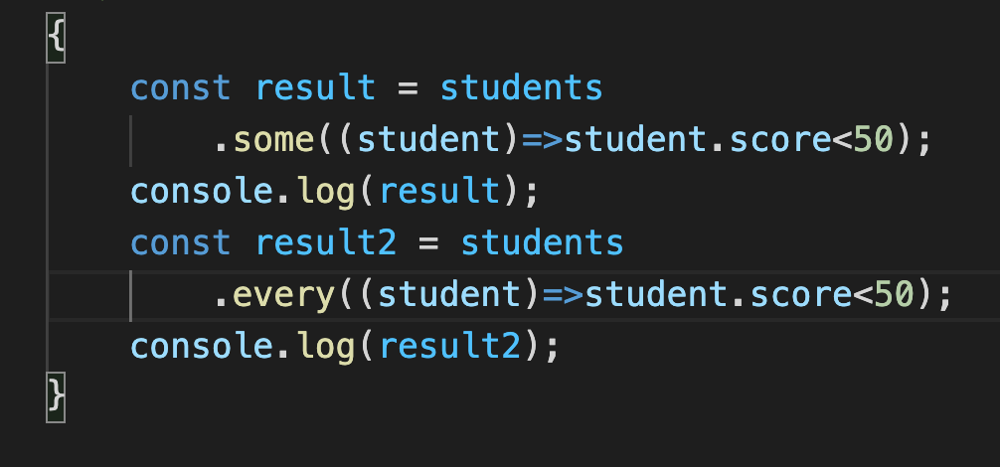 {
const result = students
.some((student)=>student.score<50);
console.log(result);
const result2 = students
.every((student)=>student.score<50);
console.log(result2);
}